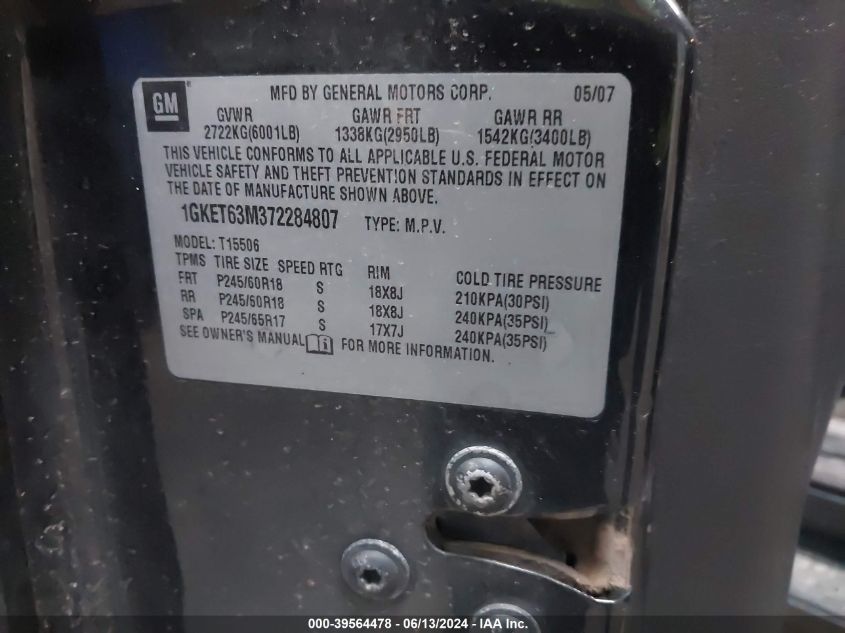 GM
MFD BY GENERAL MOTORS CORP. 05/07
GVWR GAWR FRT GAWR RR
2722KG(6001LB) 1338KG(2950LB) 1542KG(3400LB)
THIS VEHICLE CONFORMS TO ALL APPLICABLE U.S. FEDERAL MOTOR
VEHICLE SAFETY AND THEFT PREVENTION STANDARDS IN EFFECT ON
THE DATE OF MANUFACTURE SHOWN ABOVE.
1GKET63M372284807 TYPE: M.P.V.
MODEL: T15506
TPMS TIRE SIZE SPEED RTG RIM COLD TIRE PRESSURE
FRT P245/60R18 S 18X8J 210KPA(30PSI)
RR P245/60R18 S 18X8J 240KPA(35PSI)
SPA P245/65R17 S 17X7J 240KPA(35PSI)
SEE OWNER'S MANUAL FOR MORE INFORMATION.
000-39564478 - 06/13/2024 - IAA Inc.